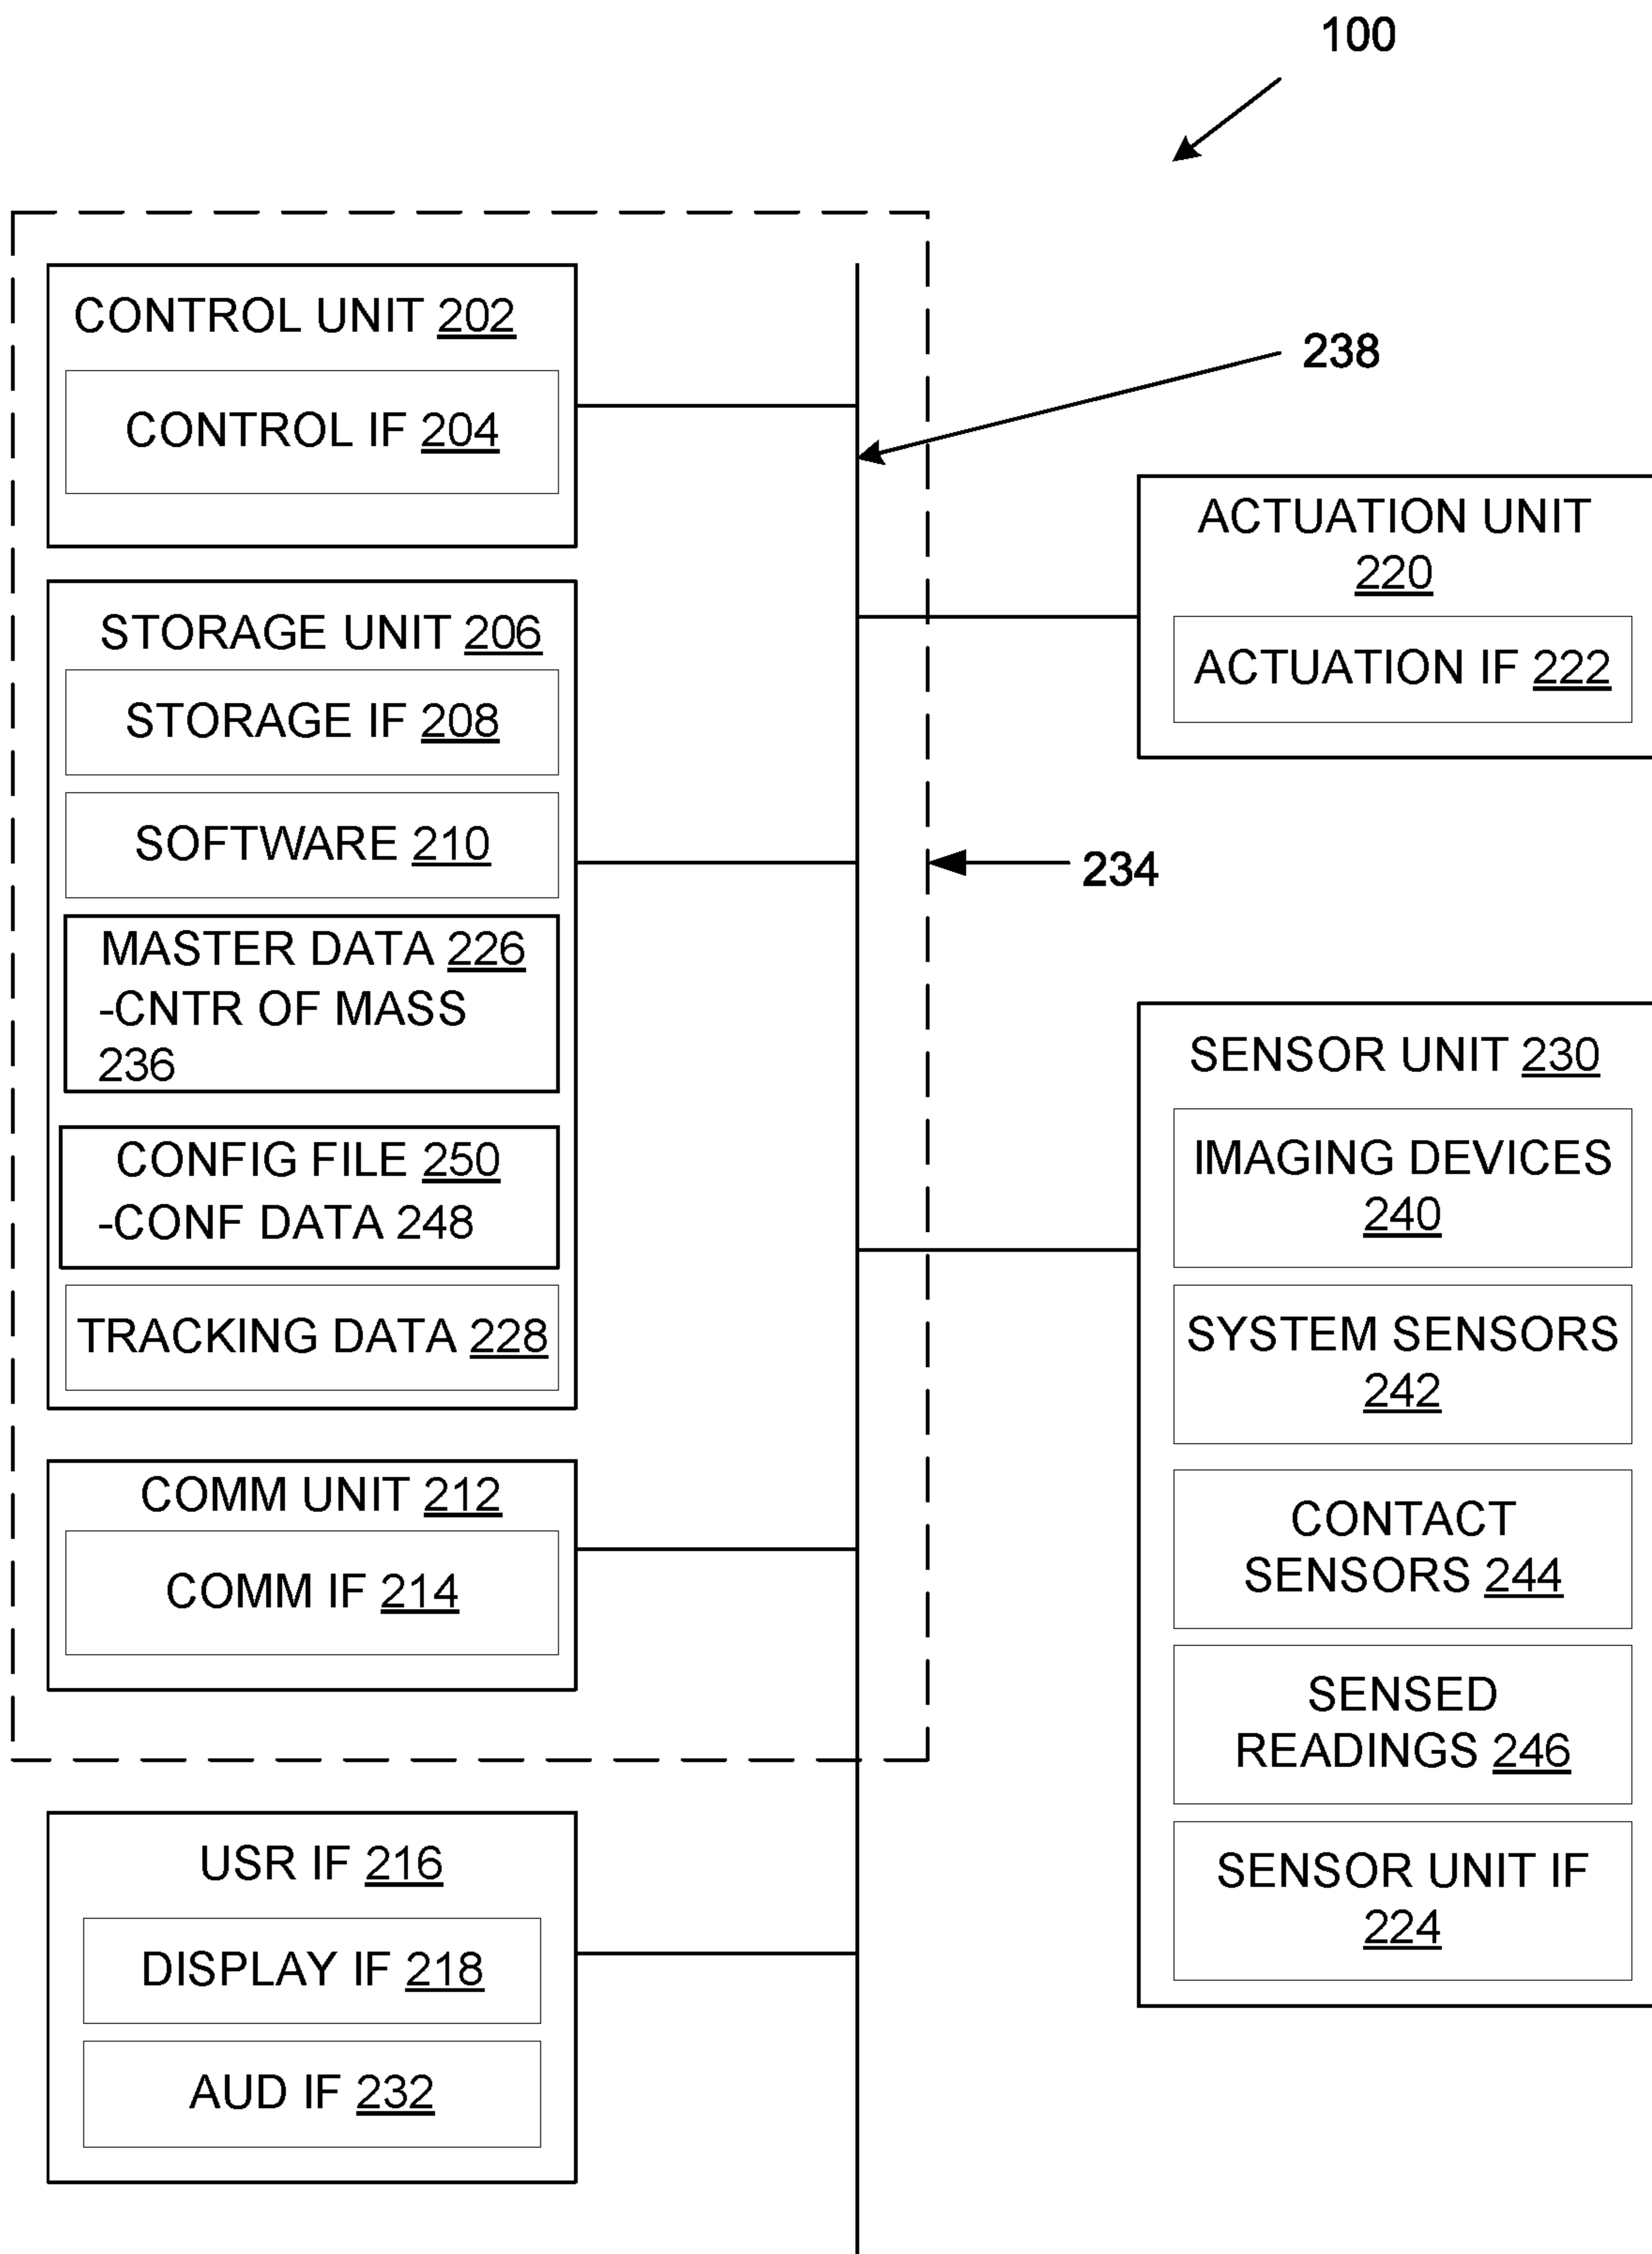 100
CONTROL UNIT 202
CONTROL IF 204
238
ACTUATION UNIT
220
ACTUATION IF 222
STORAGE UNIT 206
STORAGE IF 208
SOFTWARE 210
234
MASTER DATA 226
-CNTR OF MASS
236
CONFIG FILE 250
-CONF DATA 248
TRACKING DATA 228
SENSOR UNIT 230
IMAGING DEVICES
240
SYSTEM SENSORS
242
CONTACT
SENSORS 244
SENSED
READINGS 246
SENSOR UNIT IF
224
COMM UNIT 212
COMM IF 214
USR IF 216
DISPLAY IF 218
AUD IF 232